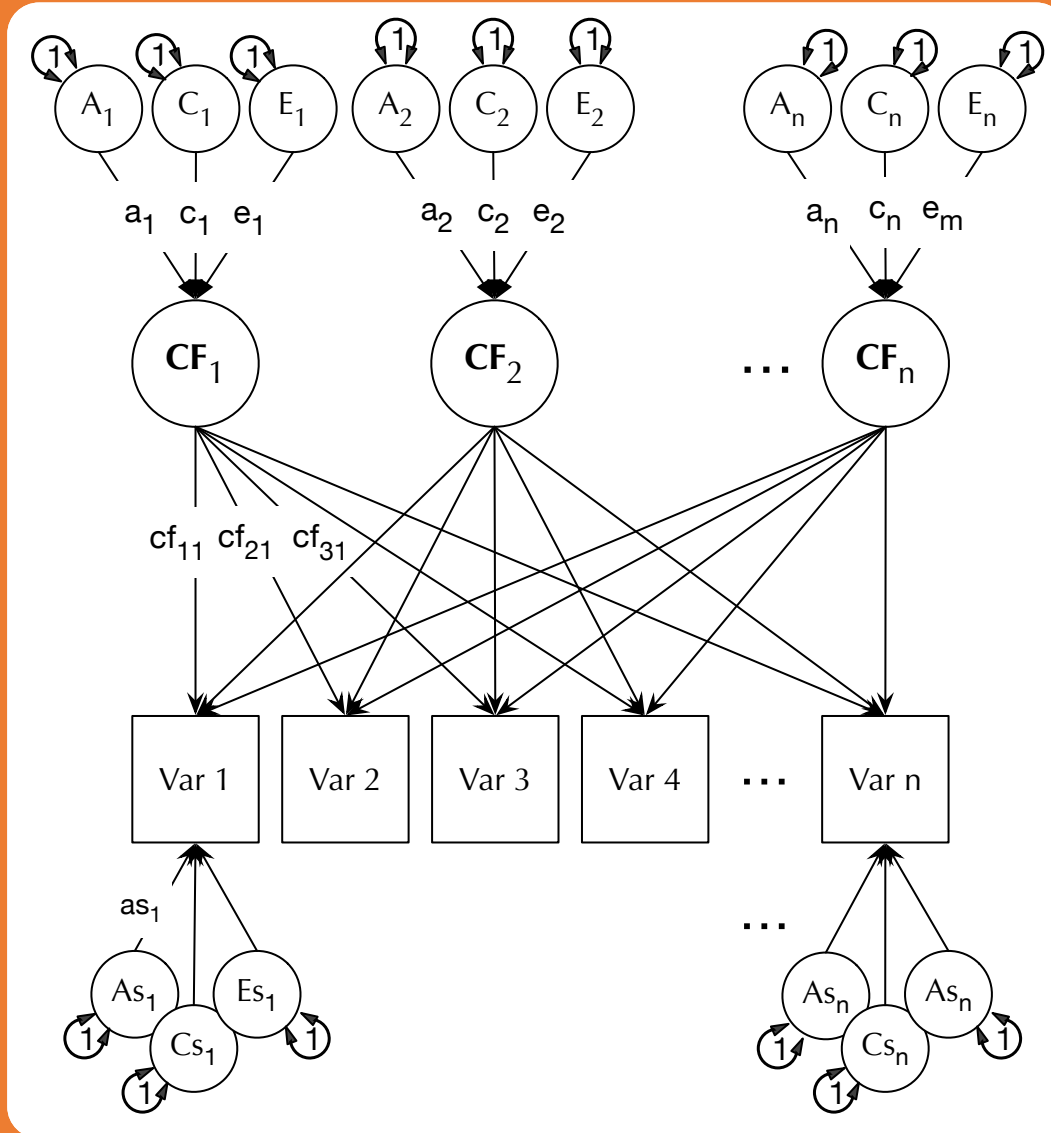 1 1 1 1 1 1 1 1 1
A1 C1 E1 A2 C2 E2 An Cn En
a1 c1 e1 a2 c2 e2 an cn em
CF1 CF2 ... CFn
cf11 cf21 cf31
Var 1 Var 2 Var 3 Var 4 ... Var n
as1 ...
As1 Es1 Asn Asn
1 1 1 1
Cs1 Csn
1 1